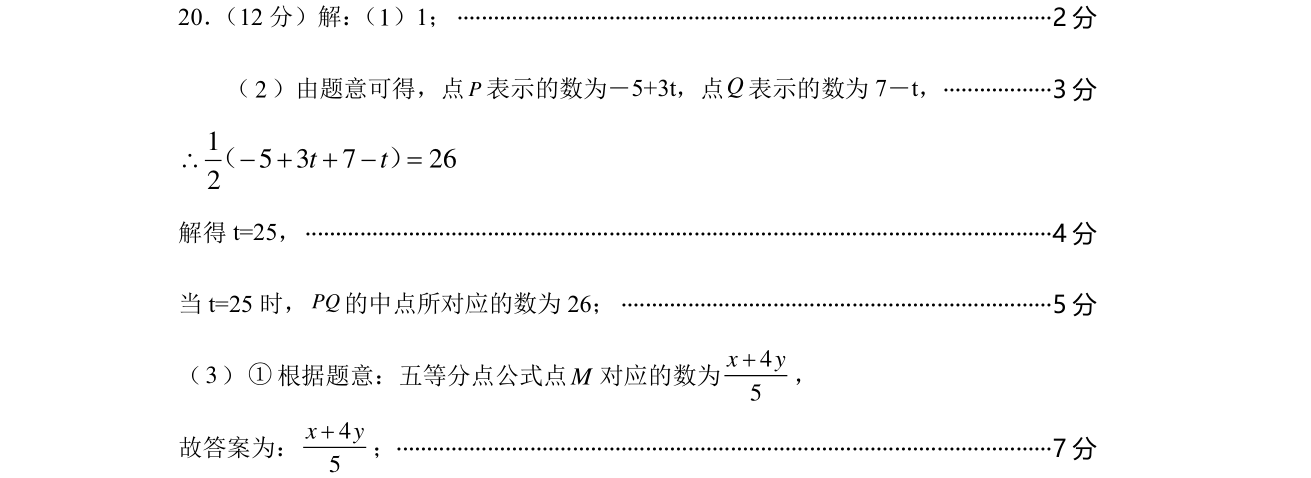 20.（12 分）解：（1）1；……………………………………………………………………2 分
（2）由题意可得，点 P 表示的数为－5+3t，点 Q 表示的数为 7－t，………………3 分
∴ \frac{1}{2}（−5+3t+7−t）=26
解得 t=25，……………………………………………………………………………4 分
当 t=25 时，PQ 的中点所对应的数为 26；……………………………………………5 分
（3）① 根据题意：五等分点公式点 M 对应的数为 \frac{x+4y}{5}，
故答案为：\frac{x+4y}{5}；……………………………………………………………………7 分